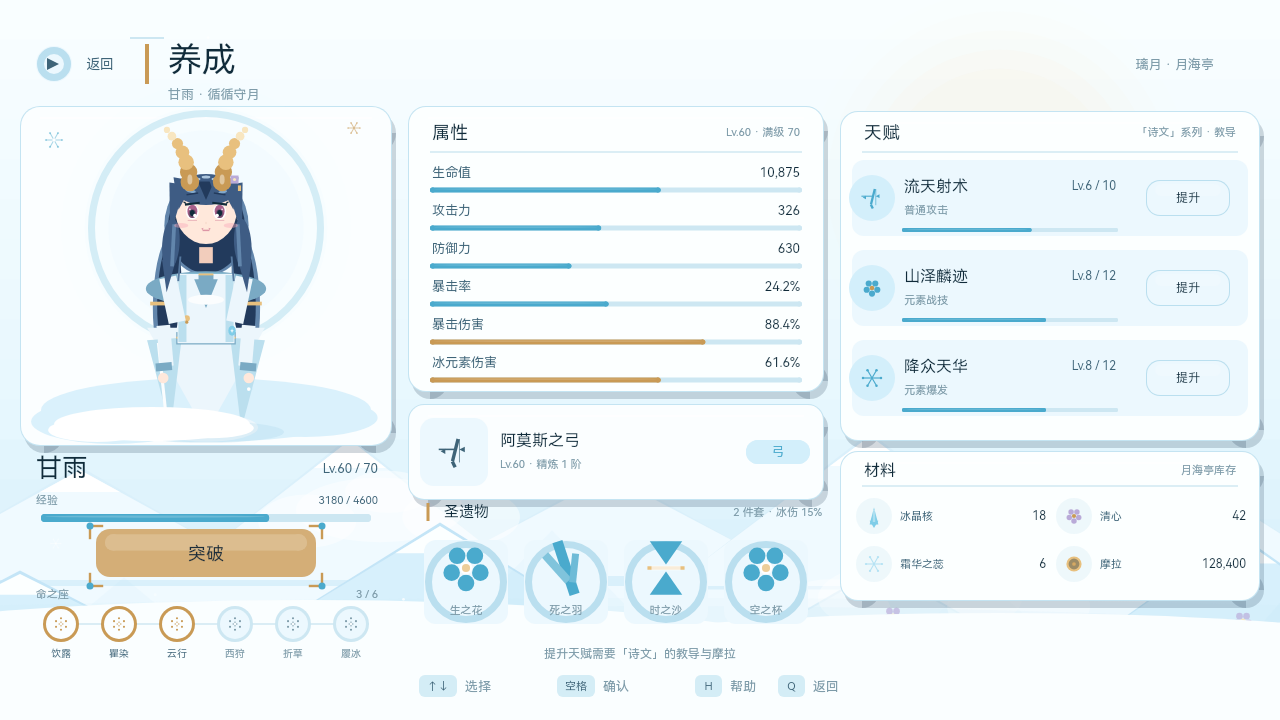 返回
养成
甘雨 · 循循守月
璃月 · 月海亭
甘雨
Lv.60 / 70
经验
3180 / 4600
突破
命之座
3 / 6
饮露
瞿染
云行
西狩
折草
履冰
属性
Lv.60 · 满级 70
生命值
10,875
攻击力
326
防御力
630
暴击率
24.2%
暴击伤害
88.4%
冰元素伤害
61.6%
阿莫斯之弓
Lv.60 · 精炼 1 阶
弓
圣遗物
2 件套 · 冰伤 15%
生之花
死之羽
时之沙
空之杯
天赋
「诗文」系列 · 教导
流天射术
Lv.6 / 10
普通攻击
提升
山泽麟迹
Lv.8 / 12
元素战技
提升
降众天华
Lv.8 / 12
元素爆发
提升
材料
月海亭库存
冰晶核
18
清心
42
霜华之蕊
6
摩拉
128,400
提升天赋需要「诗文」的教导与摩拉
↑↓ 选择
空格 确认
H 帮助
Q 返回